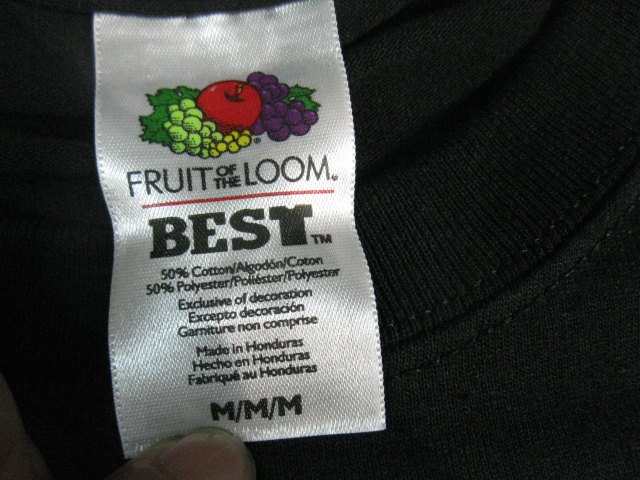 FRUIT OF THE LOOM®
BEST™
50% Cotton/Algodón/Coton
50% Polyester/Poliéster/Polyester
Exclusive of decoration
Excepto decoración
Garniture non comprise
Made in Honduras
Hecho en Honduras
Fabriqué au Honduras
M/M/M